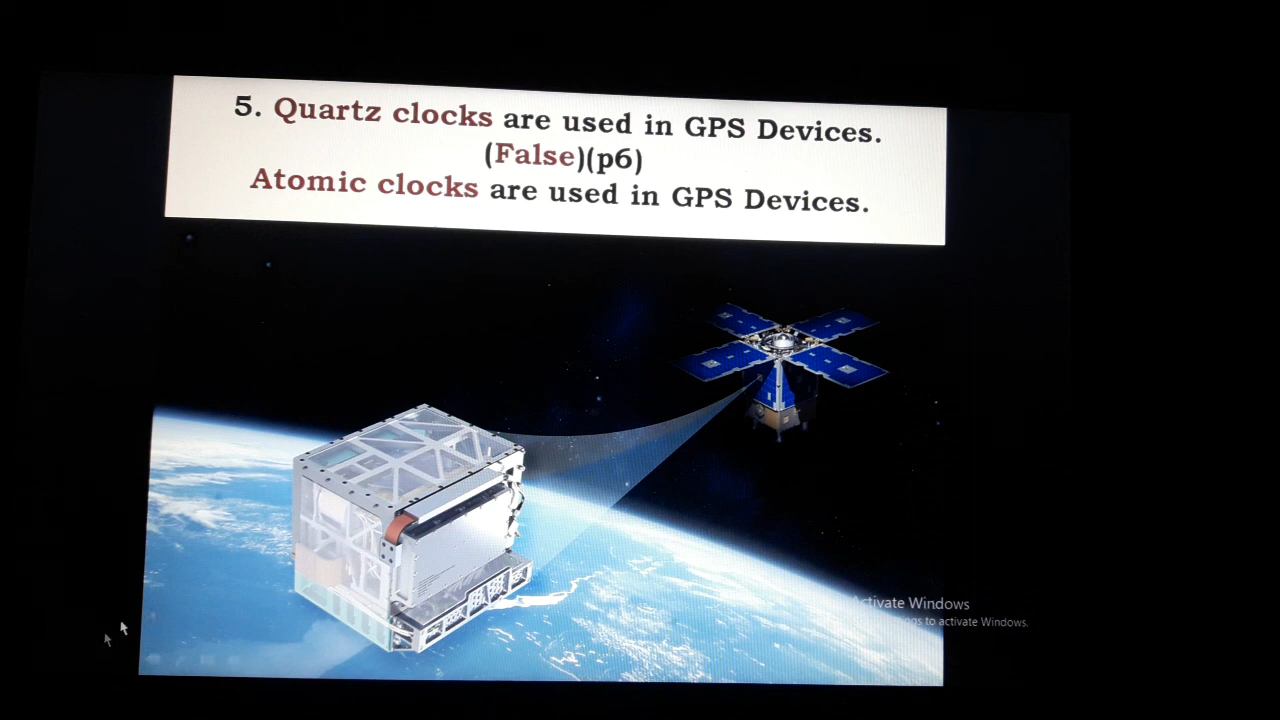 5. Quartz clocks are used in GPS Devices.
(False)(p6)
Atomic clocks are used in GPS Devices.
Activate Windows
to activate Windows.